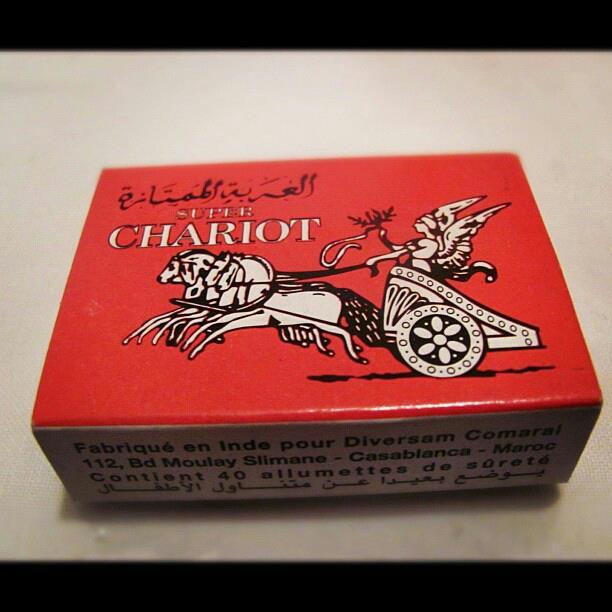 العربة الممتازة
SUPER
CHARIOT
Fabriqué en Inde pour Diversam Comaral
112, Bd Moulay Slimane - Casablanca - Maroc
Contient 40 allumettes de sûreté
يوضع بعيدا عن متناول الأطفال